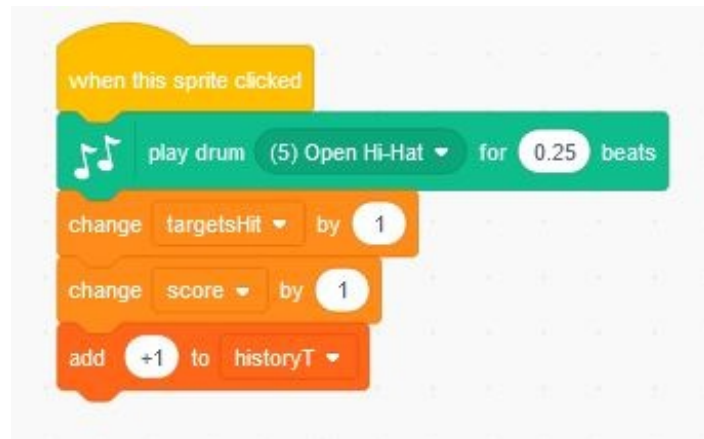 when this sprite clicked
play drum (5) Open Hi-Hat for 0.25 beats
change targetsHit by 1
change score by 1
add +1 to historyT